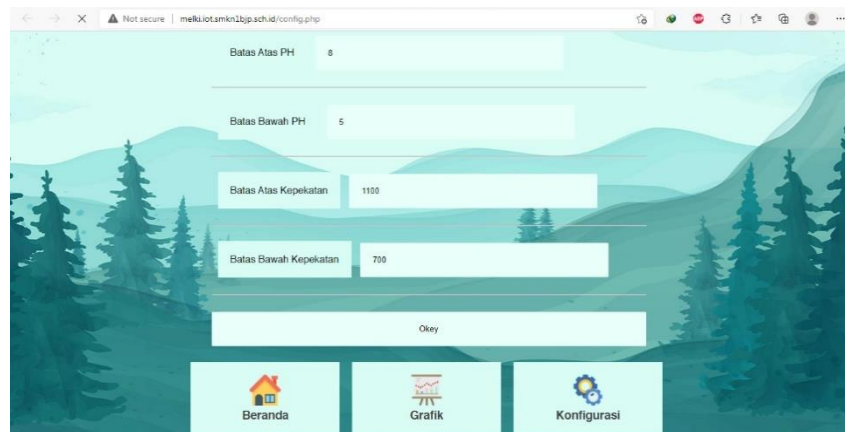 Not secure | melki.iot.smkn1bjp.sch.id/config.php
Batas Atas PH 8
Batas Bawah PH 5
Batas Atas Kepekatan 1100
Batas Bawah Kepekatan 700
Okey
Beranda Grafik Konfigurasi